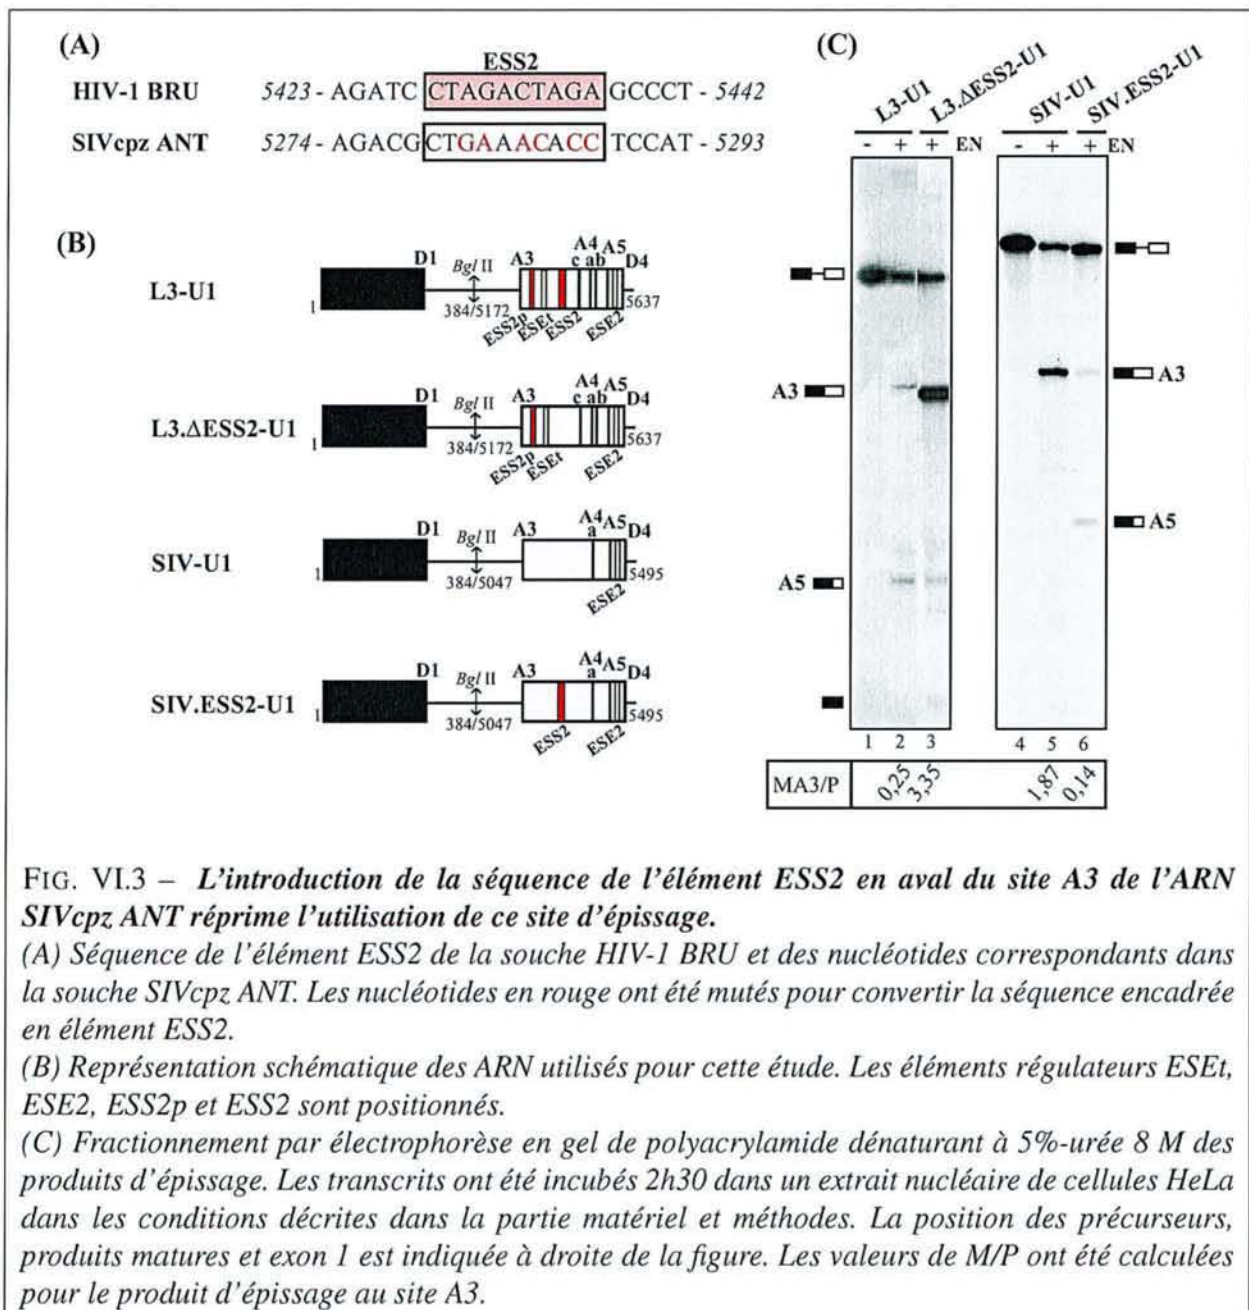 (A)
ESS2
HIV-1 BRU 5423 - AGATC CTAGACTAGA GCCCT - 5442
SIVcpz ANT 5274 - AGACG CTGAAACACC TCCAT - 5293
(B)
L3-U1
D1 Bgl II A3 A4 A5 D4
c ab
1 384/5172 5637
ESS2p ESEt ESS2 ESE2
L3.ΔESS2-U1
D1 Bgl II A3 A4 A5 D4
c ab
1 384/5172 5637
ESS2p ESEt ESE2
SIV-U1
D1 Bgl II A3 A4 A5 D4
a
1 384/5047 5495
ESE2
SIV.ESS2-U1
D1 Bgl II A3 A4 A5 D4
a
1 384/5047 5495
ESS2 ESE2
(C)
L3-U1 L3.ΔESS2-U1 SIV-U1 SIV.ESS2-U1
- + + EN - + + EN
A3 A3
A5 A5
1 2 3 4 5 6
MA3/P 0,25 3,35 1,87 0,14
FIG. VI.3 – L'introduction de la séquence de l'élément ESS2 en aval du site A3 de l'ARN
SIVcpz ANT réprime l'utilisation de ce site d'épissage.
(A) Séquence de l'élément ESS2 de la souche HIV-1 BRU et des nucléotides correspondants dans
la souche SIVcpz ANT. Les nucléotides en rouge ont été mutés pour convertir la séquence encadrée
en élément ESS2.
(B) Représentation schématique des ARN utilisés pour cette étude. Les éléments régulateurs ESEt,
ESE2, ESS2p et ESS2 sont positionnés.
(C) Fractionnement par électrophorèse en gel de polyacrylamide dénaturant à 5%-urée 8 M des
produits d'épissage. Les transcrits ont été incubés 2h30 dans un extrait nucléaire de cellules HeLa
dans les conditions décrites dans la partie matériel et méthodes. La position des précurseurs,
produits matures et exon 1 est indiquée à droite de la figure. Les valeurs de M/P ont été calculées
pour le produit d'épissage au site A3.